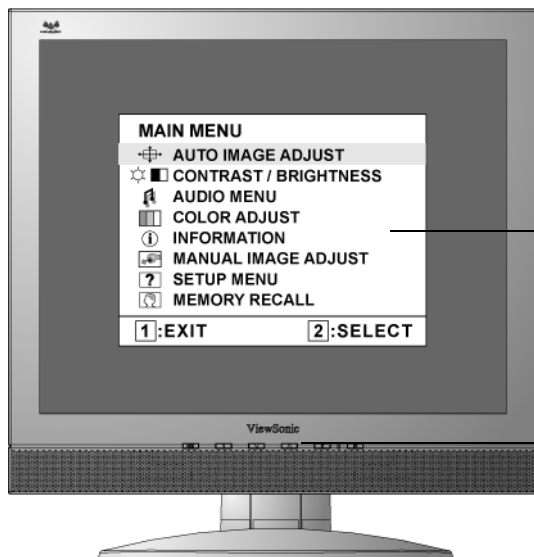 MAIN MENU
AUTO IMAGE ADJUST
CONTRAST / BRIGHTNESS
AUDIO MENU
COLOR ADJUST
INFORMATION
MANUAL IMAGE ADJUST
? SETUP MENU
MEMORY RECALL
1 :EXIT 2 :SELECT
ViewSonic